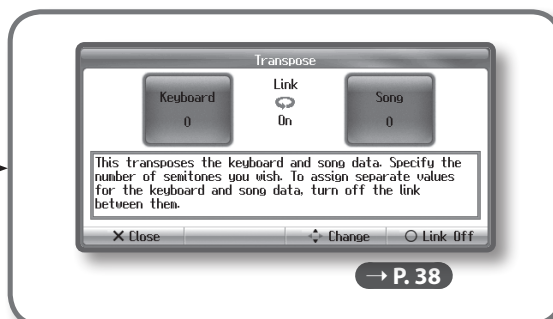 Transpose
Keyboard
0
Link
On
Song
0
This transposes the keyboard and song data. Specify the
number of semitones you wish. To assign separate values
for the keyboard and song data, turn off the link
between them.
X Close
Change
O Link Off
→ P. 38